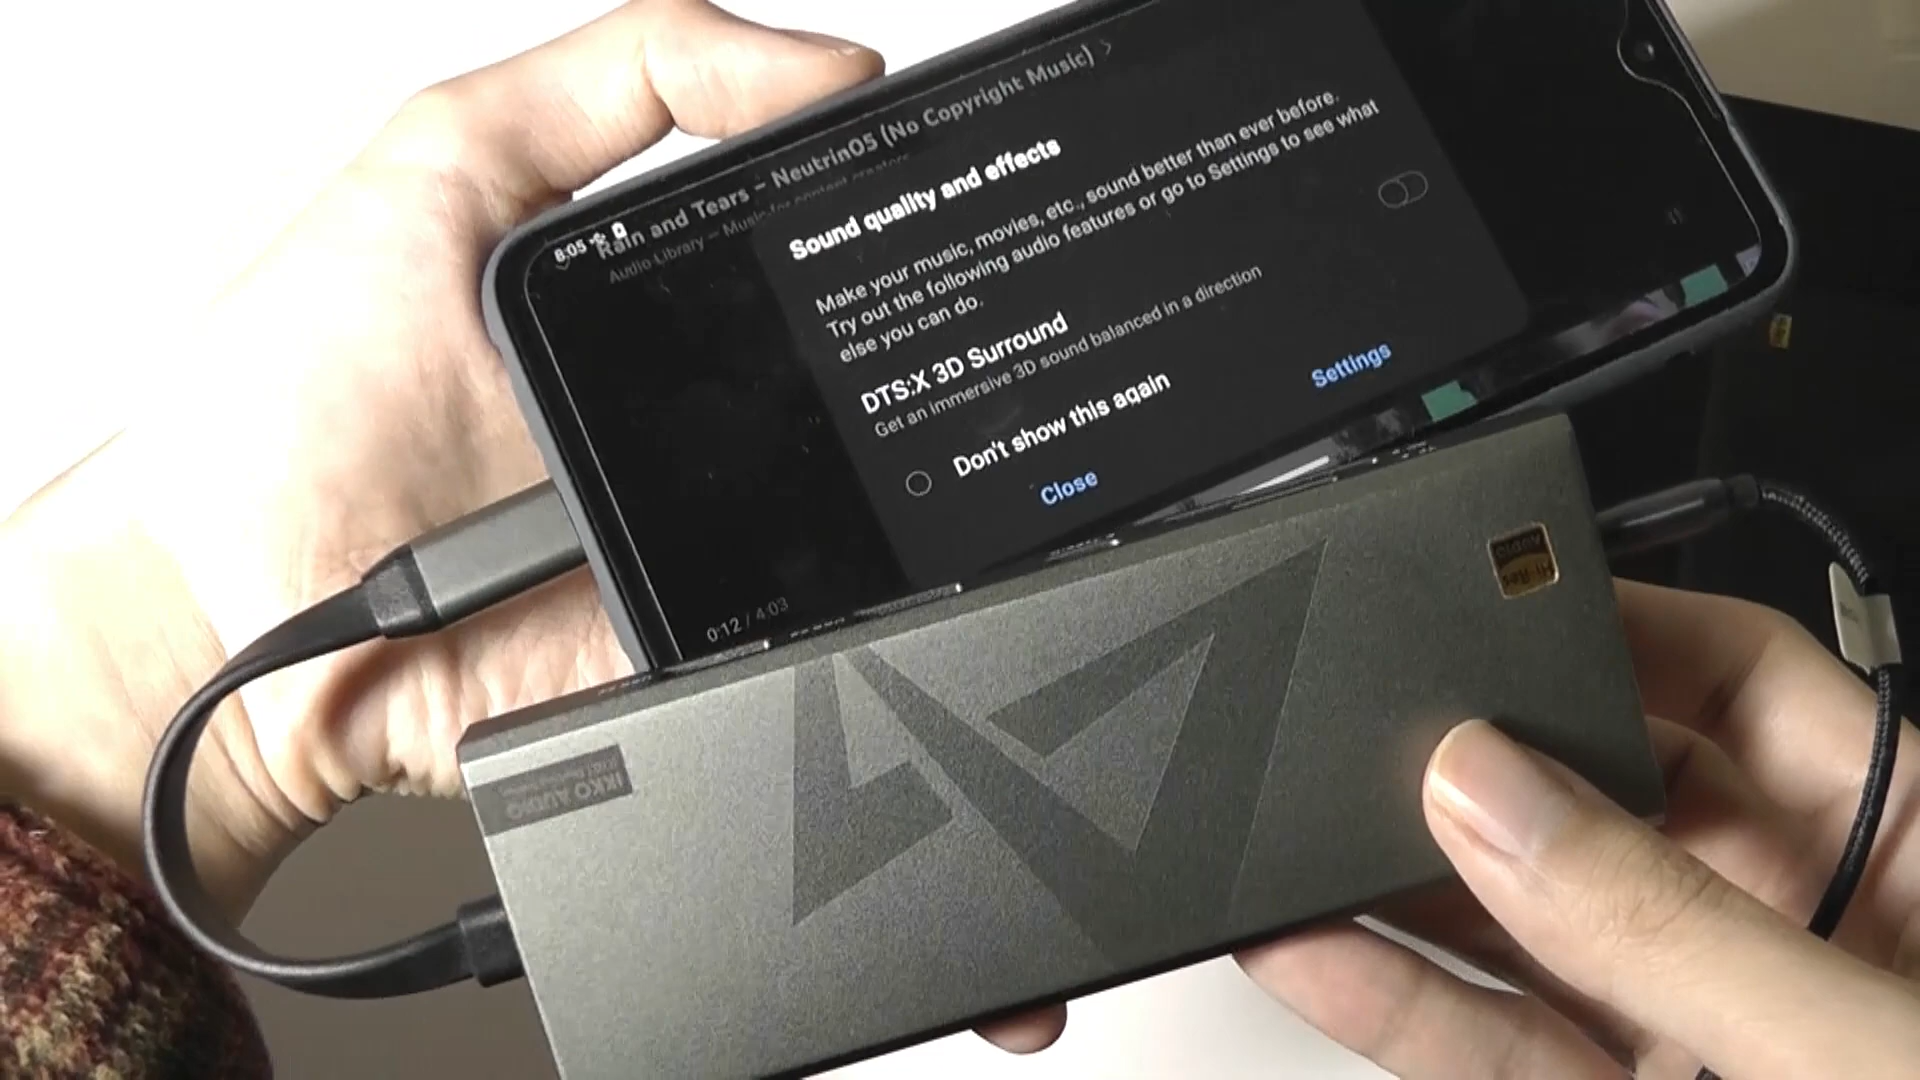 8:05
Rain and Tears – Neutrin05 (No Copyright Music)
Audio Library – Music for content creators
Sound quality and effects
Make your music, movies, etc., sound better than ever before.
Try out the following audio features or go to Settings to see what
else you can do.
DTS:X 3D Surround
Get an immersive 3D sound balanced in a direction
Don't show this again
Close
Settings
0:12 / 4:03
Hi-Res
AUDIO
IKKO AUDIO